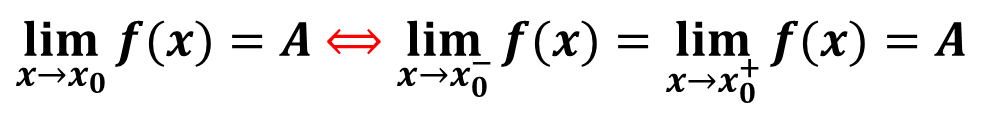 lim_{x→x₀} f(x) = A ⟺ lim_{x→x₀⁻} f(x) = lim_{x→x₀⁺} f(x) = A